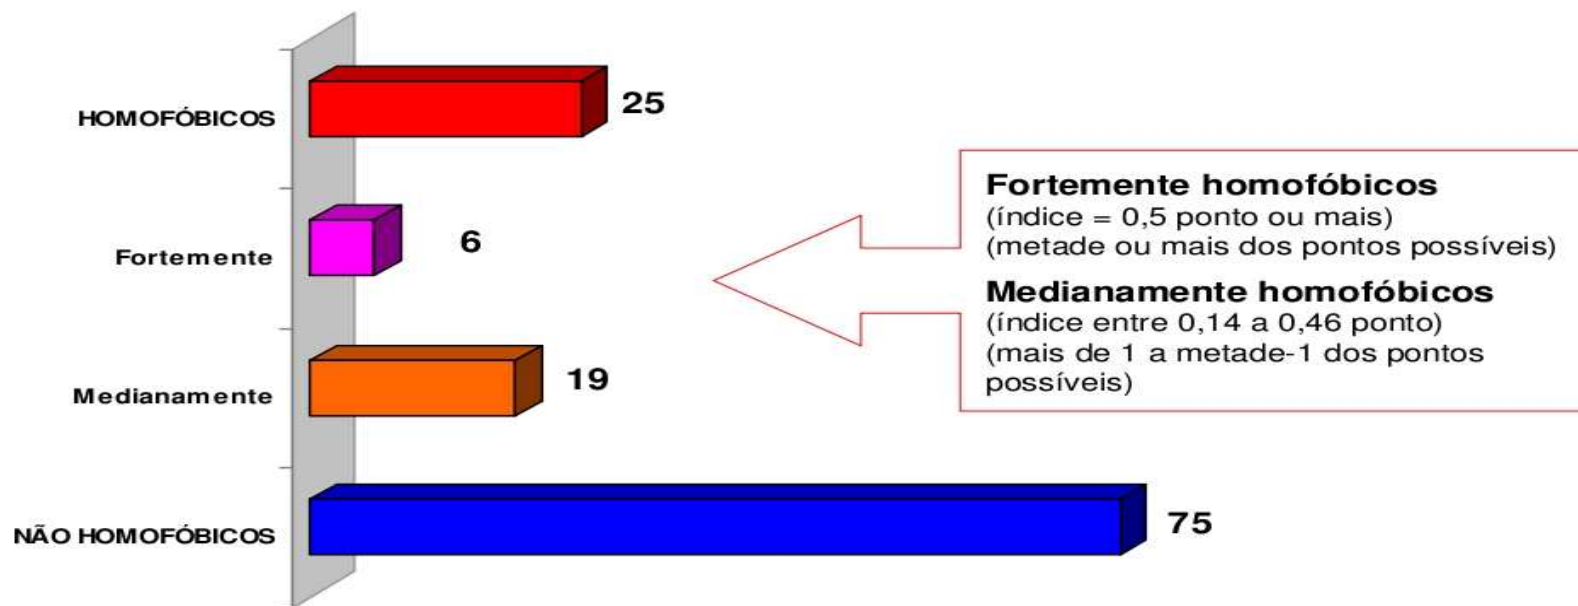 HOMOFÓBICOS
25
Fortemente
6
Medianamente
19
NÃO HOMOFÓBICOS
75
Fortemente homofóbicos
(índice = 0,5 ponto ou mais)
(metade ou mais dos pontos possíveis)
Medianamente homofóbicos
(índice entre 0,14 a 0,46 ponto)
(mais de 1 a metade-1 dos pontos
possíveis)